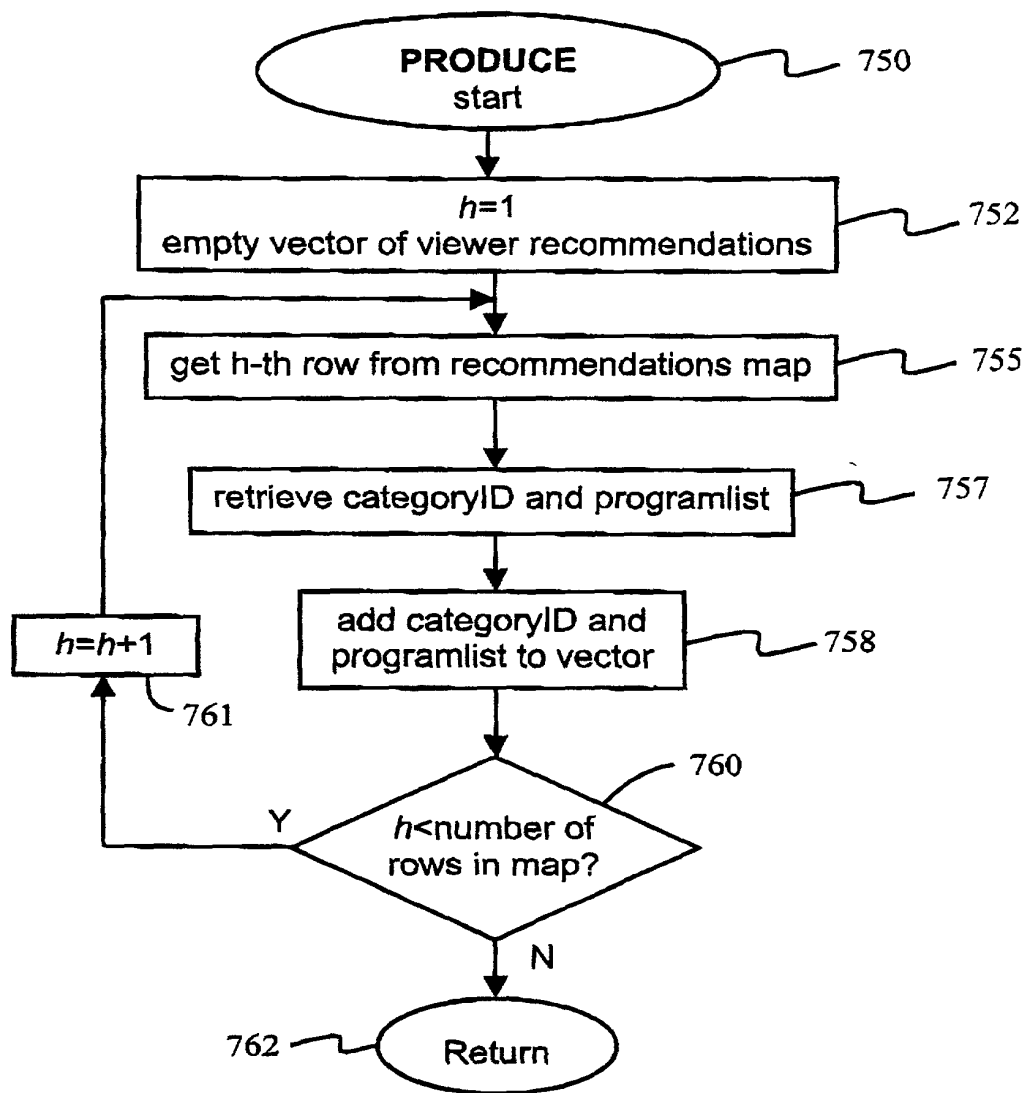 PRODUCE
start
750
h=1
empty vector of viewer recommendations
752
get h-th row from recommendations map
755
retrieve categoryID and programlist
757
add categoryID and
programlist to vector
758
h=h+1
761
760
Y
h<number of
rows in map?
N
762
Return